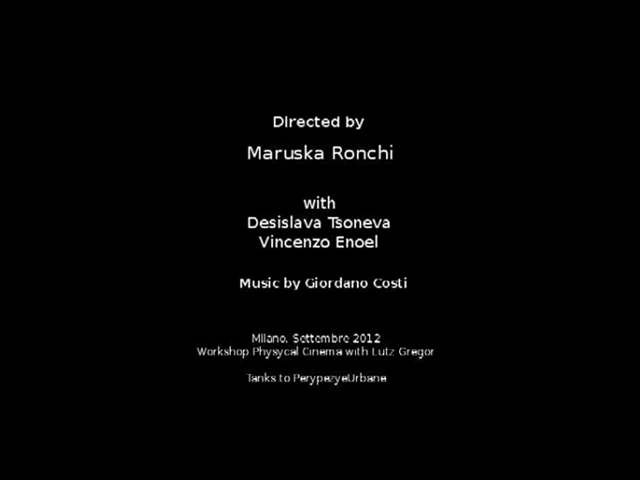 Directed by
Maruska Ronchi
with
Desislava Tsoneva
Vincenzo Enoel
Music by Giordano Costi
Milano, Settembre 2012
Workshop Physycal Cinema with Lutz Gregor
Tanks to PerypezyeUrbane